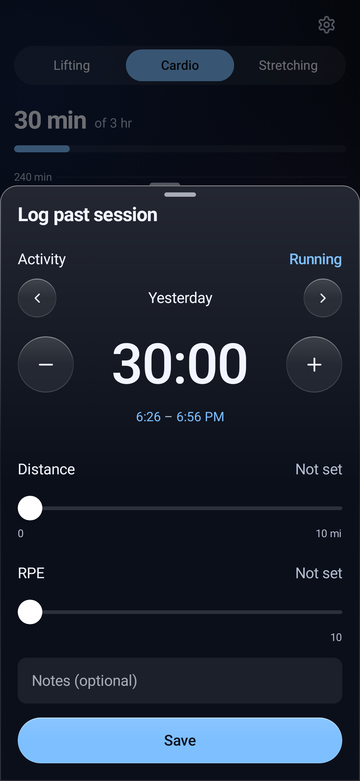 Lifting Cardio Stretching
30 min of 3 hr
240 min
Log past session
Activity Running
Yesterday
30:00
6:26 – 6:56 PM
Distance Not set
0 10 mi
RPE Not set
10
Notes (optional)
Save